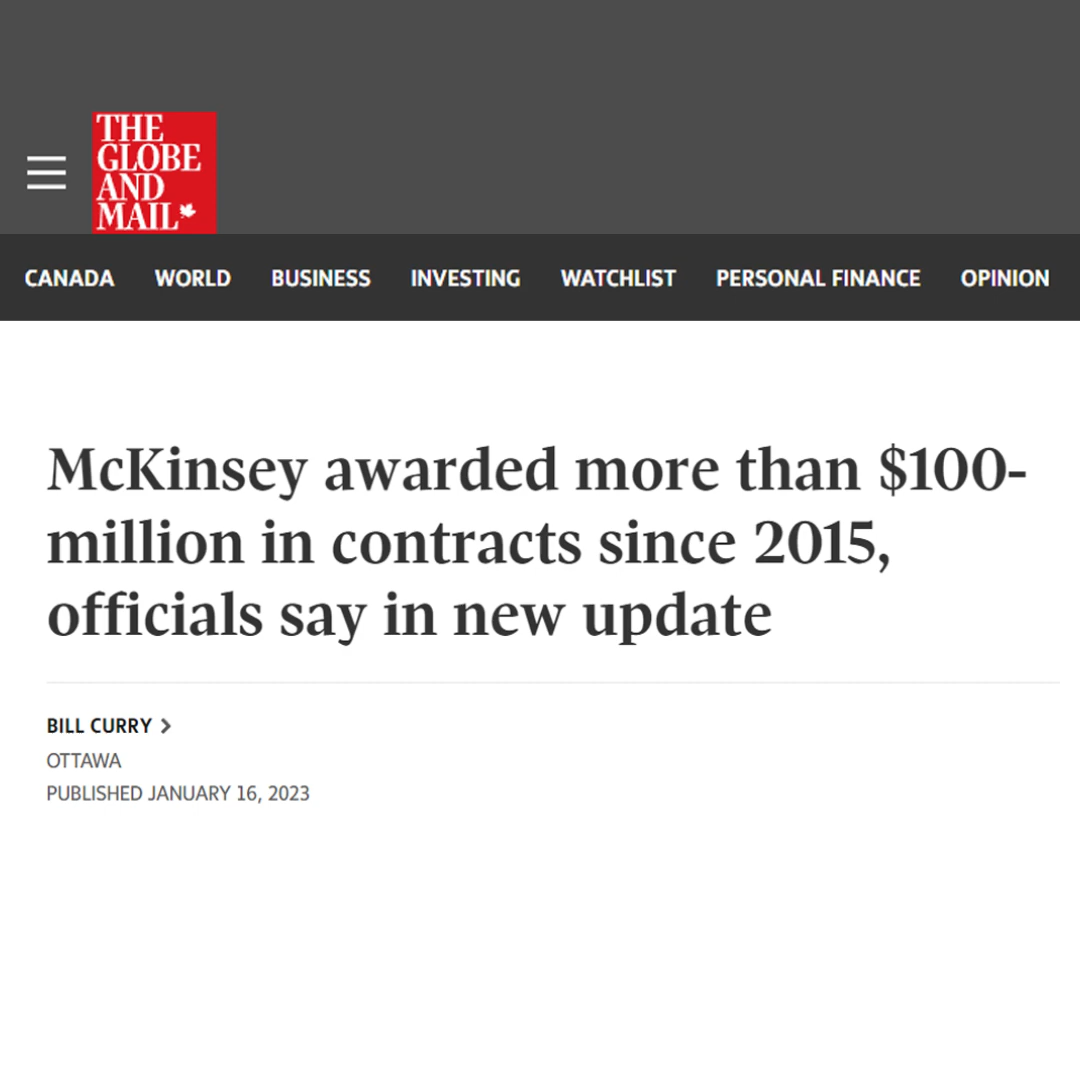 THE
GLOBE
AND
MAIL
CANADA WORLD BUSINESS INVESTING WATCHLIST PERSONAL FINANCE OPINION
McKinsey awarded more than $100-
million in contracts since 2015,
officials say in new update
BILL CURRY >
OTTAWA
PUBLISHED JANUARY 16, 2023